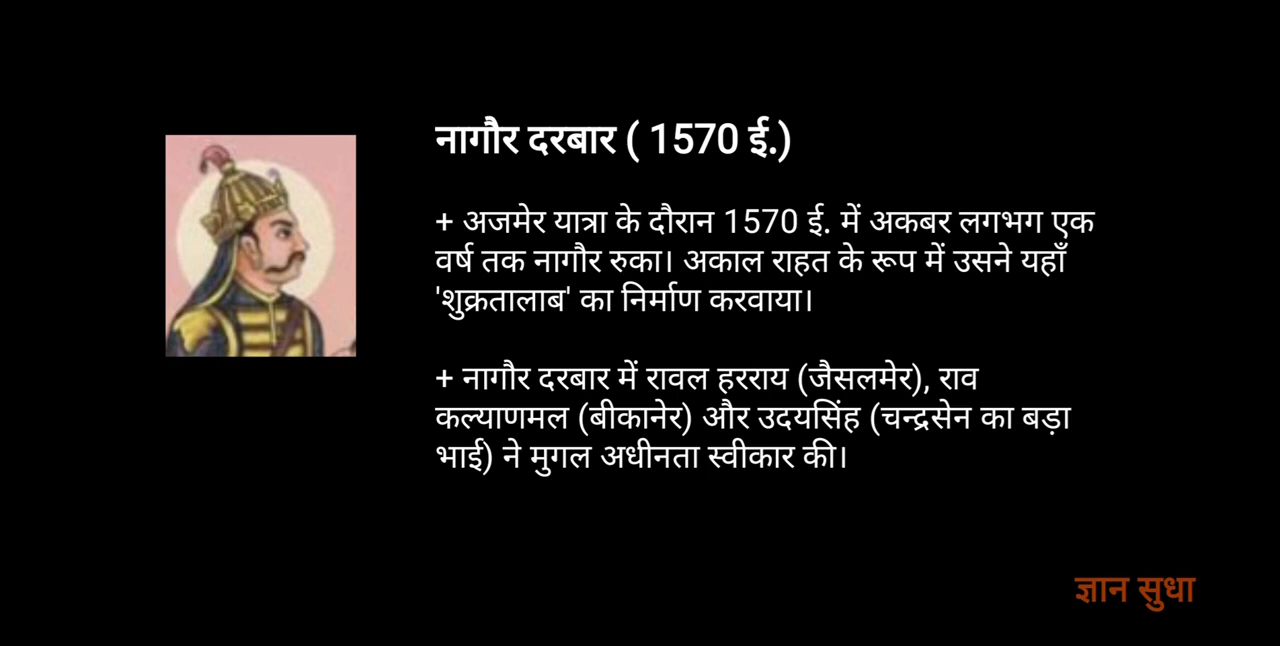 नागौर दरबार ( 1570 ई.)
+ अजमेर यात्रा के दौरान 1570 ई. में अकबर लगभग एक
वर्ष तक नागौर रुका। अकाल राहत के रूप में उसने यहाँ
'शुक्रतालाब' का निर्माण करवाया।
+ नागौर दरबार में रावल हरराय (जैसलमेर), राव
कल्याणमल (बीकानेर) और उदयसिंह (चन्द्रसेन का बड़ा
भाई) ने मुगल अधीनता स्वीकार की।
ज्ञान सुधा